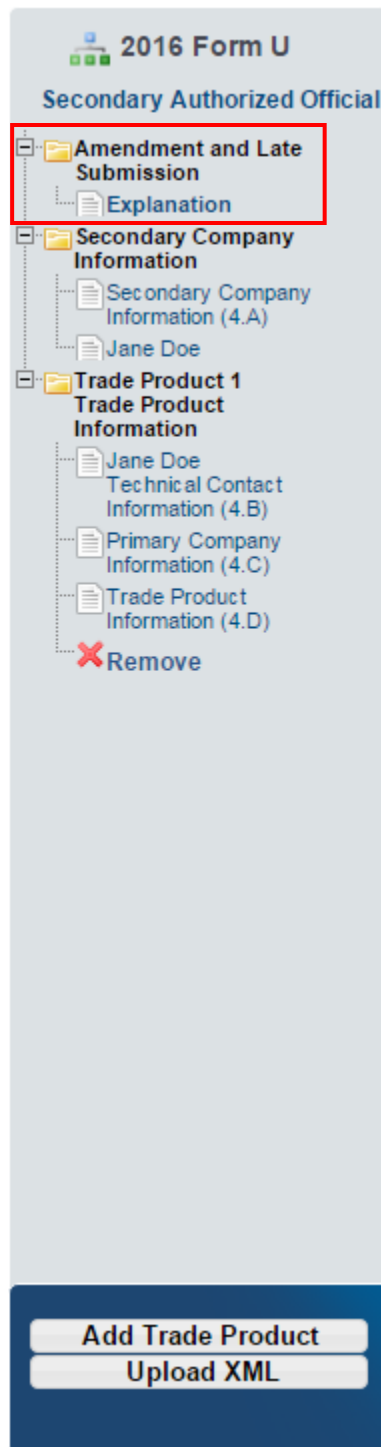 2016 Form U
Secondary Authorized Official
Amendment and Late
Submission
Explanation
Secondary Company
Information
Secondary Company
Information (4.A)
Jane Doe
Trade Product 1
Trade Product
Information
Jane Doe
Technical Contact
Information (4.B)
Primary Company
Information (4.C)
Trade Product
Information (4.D)
Remove
Add Trade Product
Upload XML